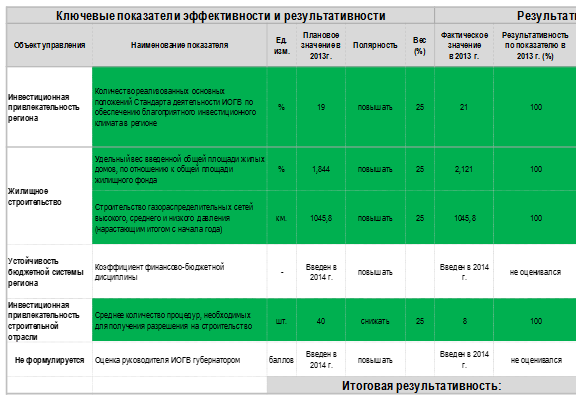 Ключевые показатели эффективности и результативности
Результати
Объект управления
Наименование показателя
Ед. изм.
Плановое значение в 2013г.
Полярность
Вес (%)
Фактическое значение в 2013 г.
Результативность по показателю в 2013 г. (%)
Инвестиционная
привлекательность
региона
Количество реализованных основных
положений Стандарта деятельности ИОГВ по
обеспечению благоприятного инвестиционного
климата в регионе
% 19 повышать 25 21 100
Жилищное
строительство
Удельный вес введенной общей площади жилых
домов, по отношению к общей площади
жилищного фонда
% 1,844 повышать 25 2,121 100
Строительство газораспределительных сетей
высокого, среднего и низкого давления
(нарастающим итогом с начала года)
км. 1045,8 повышать 25 1045,8 100
Устойчивость
бюджетной системы
региона
Коэффициент финансово-бюджетной
дисциплины
- Введен в 2014 г. повышать Введен в 2014 г. не оценивался
Инвестиционная
привлекательность
строительной
отрасли
Среднее количество процедур, необходимых
для получения разрешения на строительство
шт. 40 снижать 25 8 100
Не формулируется
Оценка руководителя ИОГВ губернатором
баллов Введен в 2014 г. повышать Введен в 2014 г. не оценивался
Итоговая результативность: